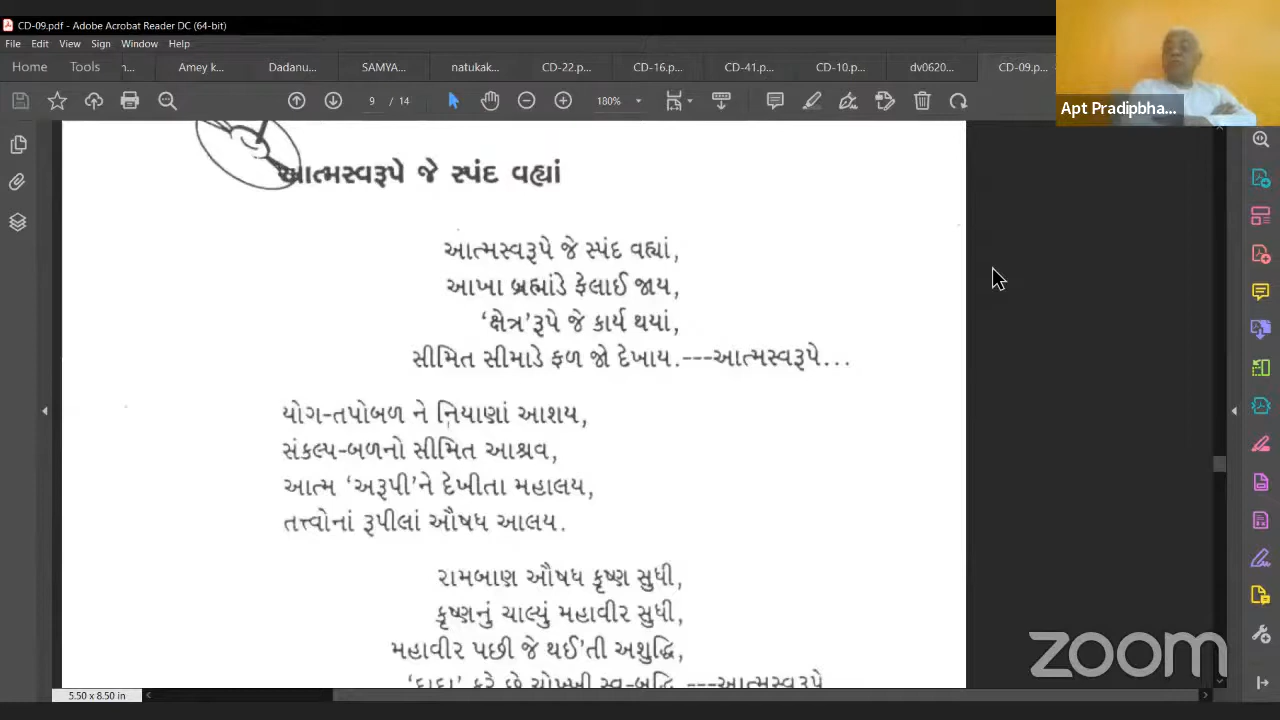 CD-09.pdf - Adobe Acrobat Reader DC (64-bit)
File Edit View Sign Window Help
Home Tools n... Amey k... Dadanu... SAMYA... natukak... CD-22.p... CD-16.p... CD-41.p... CD-10.p... dv0620... CD-09.p...
9 / 14 180%
Apt Pradipbha...
આત્મસ્વરૂપે જે સ્પંદ વહ્યાં
આત્મસ્વરૂપે જે સ્પંદ વહ્યાં,
આખા બ્રહ્માંડે ફેલાઈ જાય,
‘ક્ષેત્ર’રૂપે જે કાર્ય થયાં,
સીમિત સીમાડે ફળ જો દેખાય.---આત્મસ્વરૂપે...
યોગ-તપોબળ ને નિયાણાં આશય,
સંકલ્પ-બળનો સીમિત આશ્રવ,
આત્મ ‘અરૂપી’ને દેખીતા મહાલય,
તત્ત્વોનાં રૂપીલાં ઔષધ આલય.
રામબાણ ઔષધ કૃષ્ણ સુધી,
કૃષ્ણનું ચાલ્યું મહાવીર સુધી,
મહાવીર પછી જે થઈ’તી અશુદ્ધિ,
‘દાદા’ કરે છે ચોખ્ખી સ્વ-બુદ્ધિ.---આત્મસ્વરૂપે
zoom
5.50 x 8.50 in